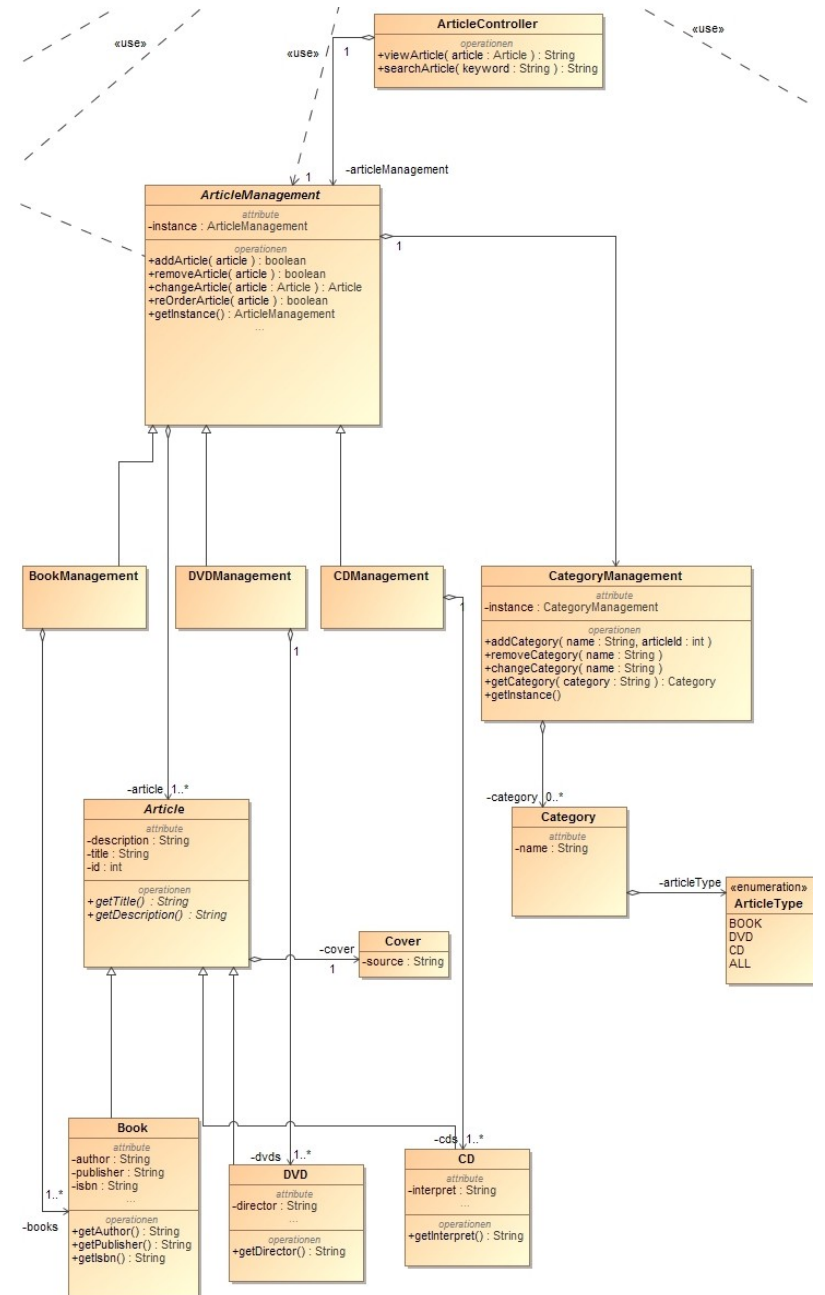 «use»
«use»
«use»
ArticleController
operationen
+viewArticle( article : Article ) : String
+searchArticle( keyword : String ) : String
1
1
-articleManagement
ArticleManagement
attribute
-instance : ArticleManagement
operationen
+addArticle( article ) : boolean
+removeArticle( article ) : boolean
+changeArticle( article : Article ) : Article
+reOrderArticle( article ) : boolean
+getInstance() : ArticleManagement
...
1
BookManagement
DVDManagement
CDManagement
1
1
CategoryManagement
attribute
-instance : CategoryManagement
operationen
+addCategory( name : String, articleId : int )
+removeCategory( name : String )
+changeCategory( name : String )
+getCategory( category : String ) : Category
+getInstance()
-article 1..*
Article
attribute
-description : String
-title : String
-id : int
operationen
+getTitle() : String
+getDescription() : String
-category 0..*
Category
attribute
-name : String
-articleType
«enumeration»
ArticleType
BOOK
DVD
CD
ALL
-cover
1
Cover
-source : String
Book
attribute
-author : String
-publisher : String
-isbn : String
...
operationen
+getAuthor() : String
+getPublisher() : String
+getIsbn() : String
1..*
-books
-dvds 1..*
DVD
attribute
-director : String
...
operationen
+getDirector() : String
-cds 1..*
CD
attribute
-interpret : String
...
operationen
+getInterpret() : String